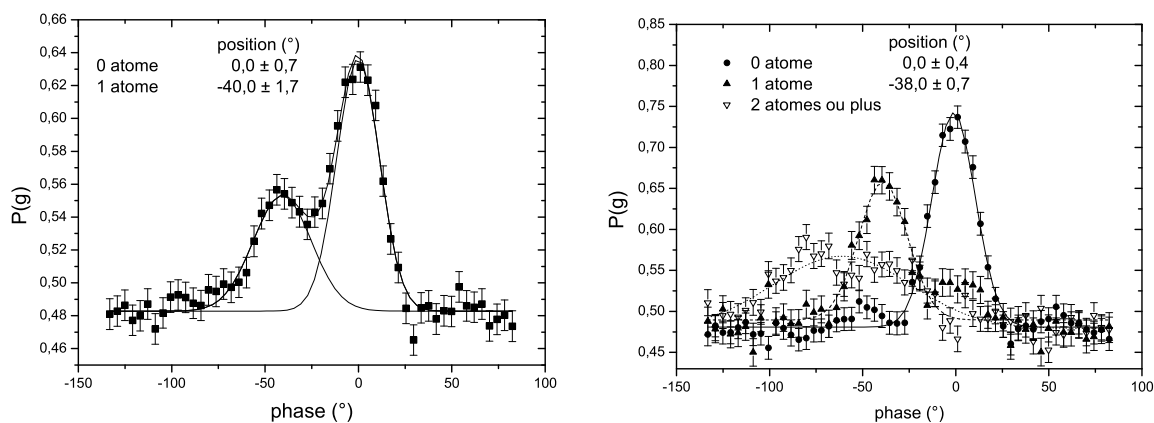 0,66
0,64
0,62
0,60
0,58
0,56
0,54
0,52
0,50
0,48
0,46
P(g)
position (°)
0 atome 0,0 ± 0,7
1 atome -40,0 ± 1,7
-150 -100 -50 0 50 100
phase (°)
0,85
0,80
0,75
0,70
0,65
0,60
0,55
0,50
0,45
P(g)
position (°)
0 atome 0,0 ± 0,4
1 atome -38,0 ± 0,7
2 atomes ou plus
-150 -100 -50 0 50 100
phase (°)